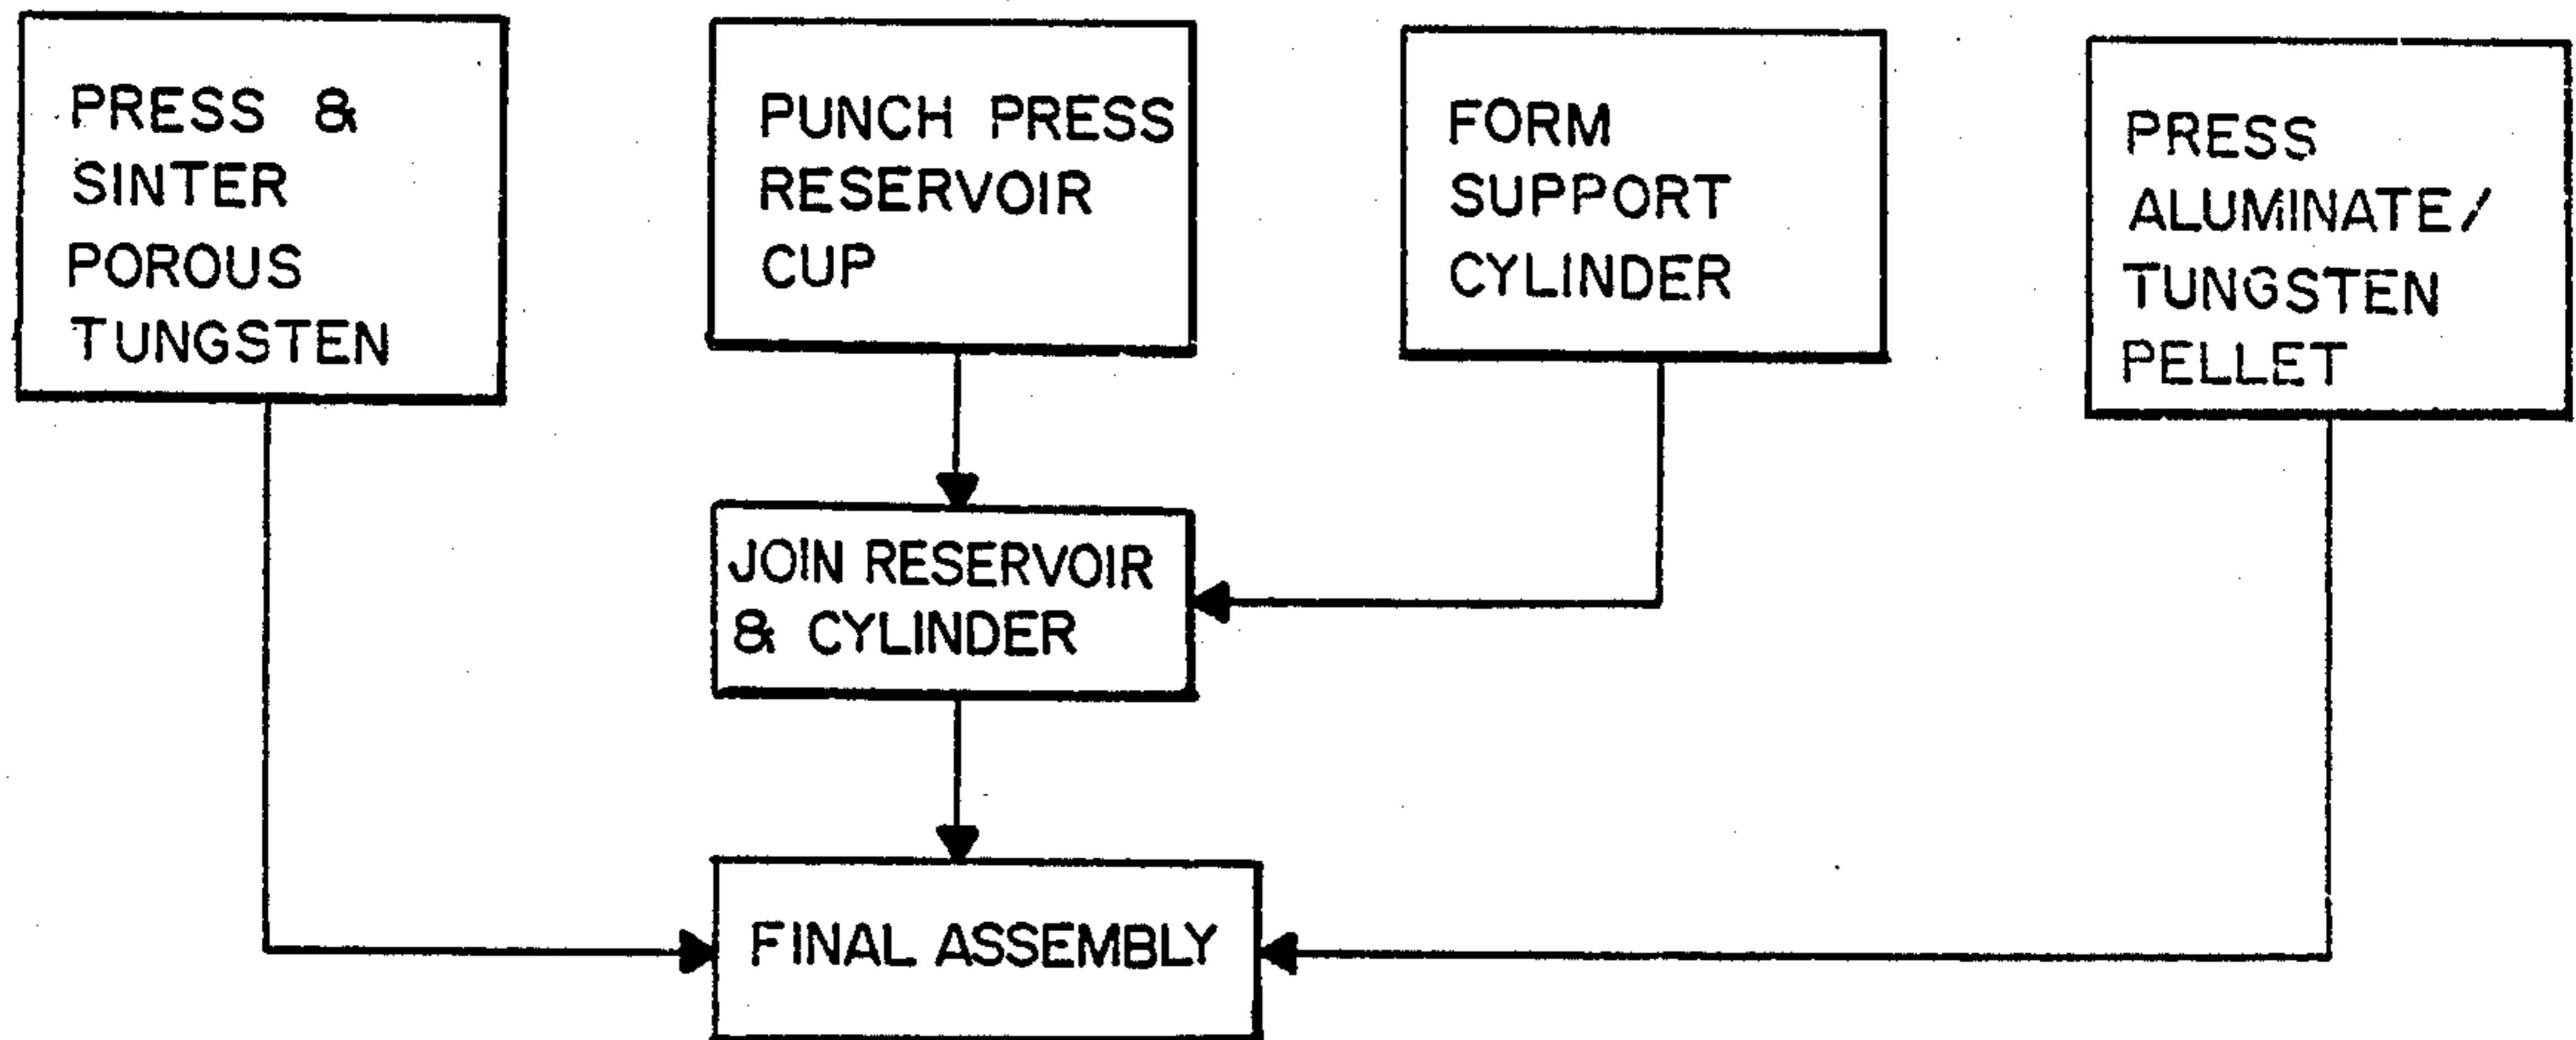 PRESS &
SINTER
POROUS
TUNGSTEN
PUNCH PRESS
RESERVOIR
CUP
FORM
SUPPORT
CYLINDER
PRESS
ALUMINATE/
TUNGSTEN
PELLET
JOIN RESERVOIR
& CYLINDER
FINAL ASSEMBLY